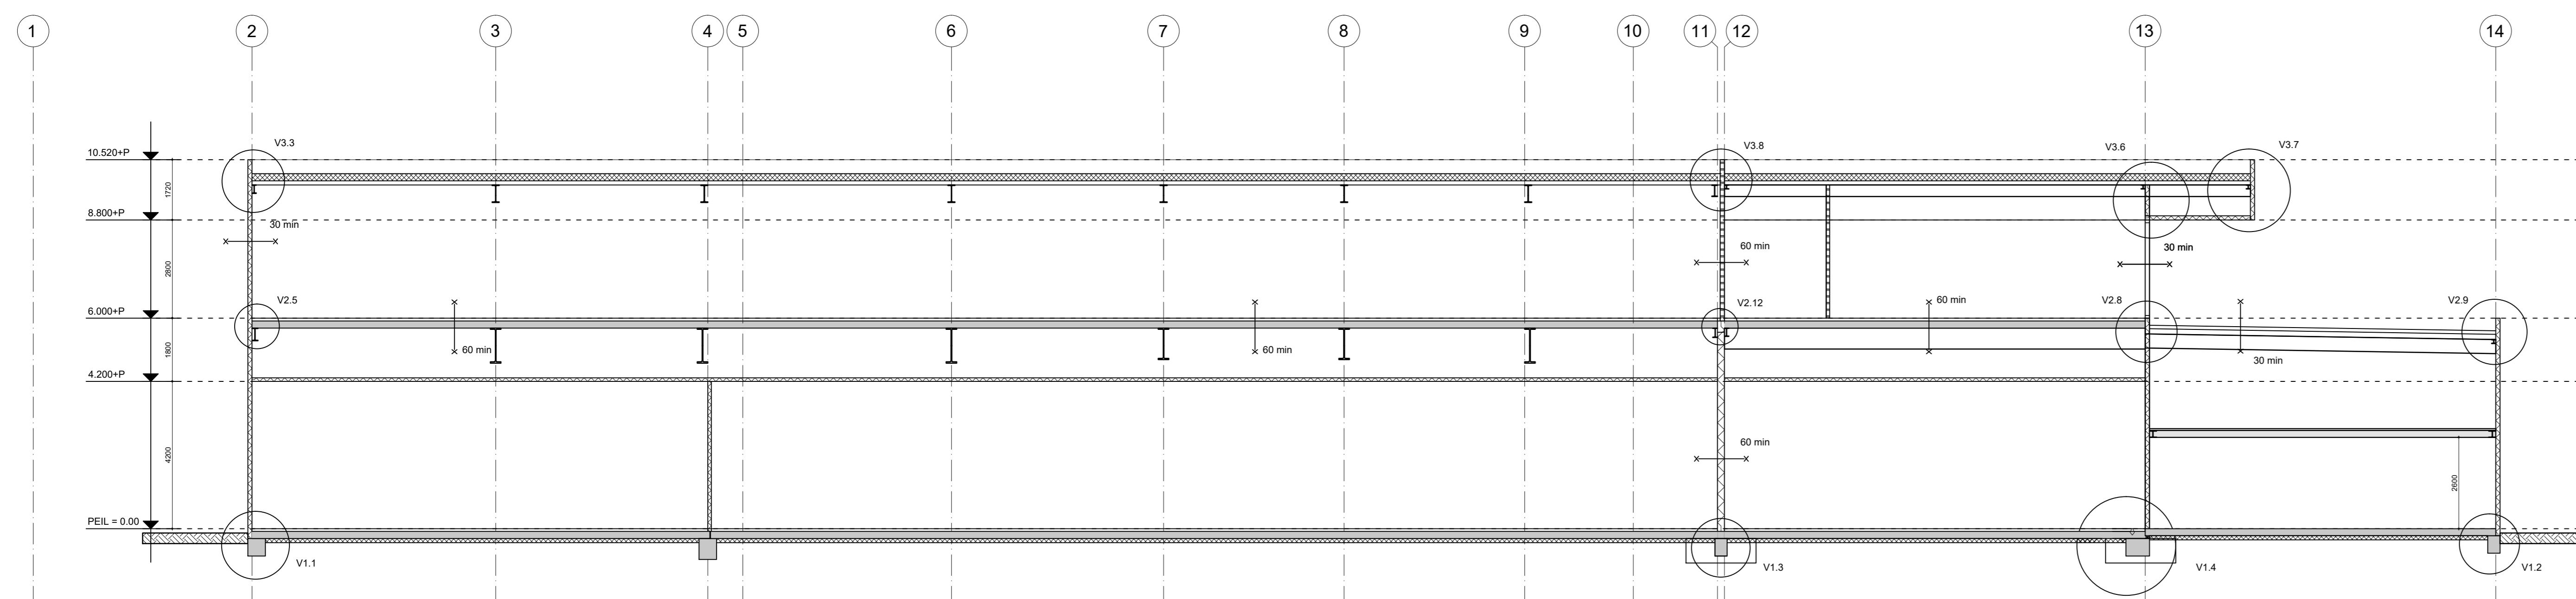 1
2
3
4
5
6
7
8
9
10
11
12
13
14
V3.3
V3.8
V3.6
V3.7
10.520+P
1720
8.800+P
30 min
60 min
30 min
2800
V2.5
V2.12
60 min
V2.8
V2.9
6.000+P
1800
60 min
60 min
30 min
4.200+P
4200
60 min
2600
PEIL = 0.00
V1.1
V1.3
V1.4
V1.2